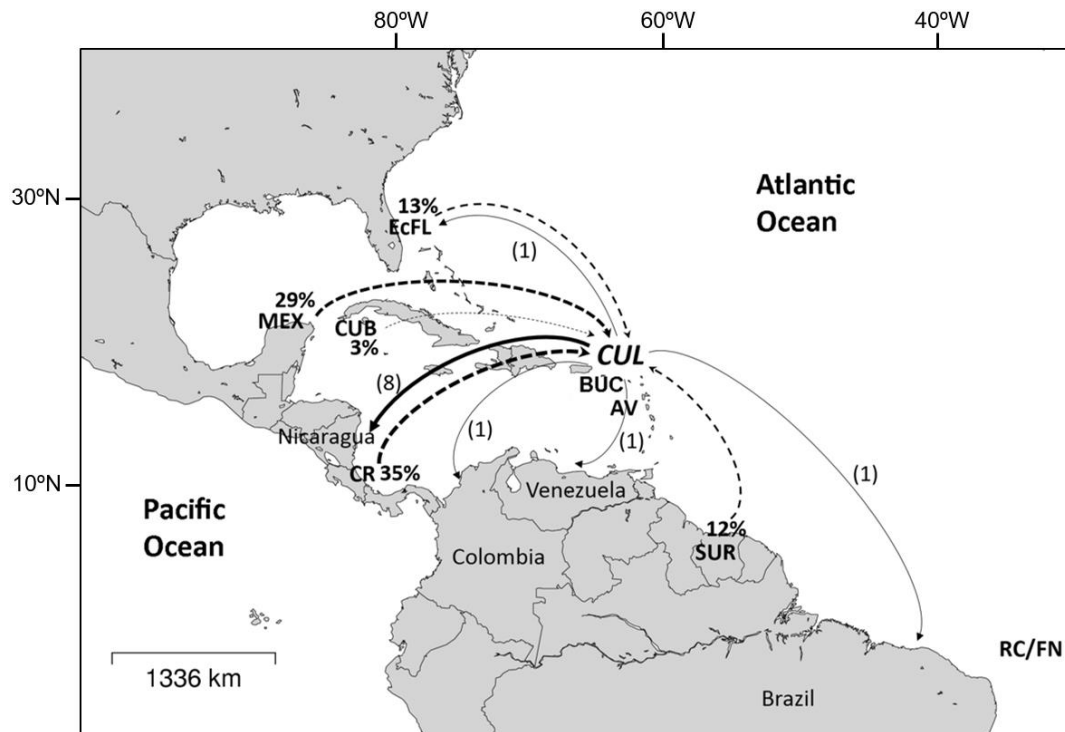 80ºW
60ºW
40ºW
30ºN
Atlantic
Ocean
13%
EcFL
(1)
29%
MEX
CUB
3%
CUL
BUC
AV
(8)
Nicaragua
(1)
(1)
(1)
CR 35%
10ºN
Venezuela
Pacific
Ocean
12%
SUR
Colombia
RC/FN
1336 km
Brazil